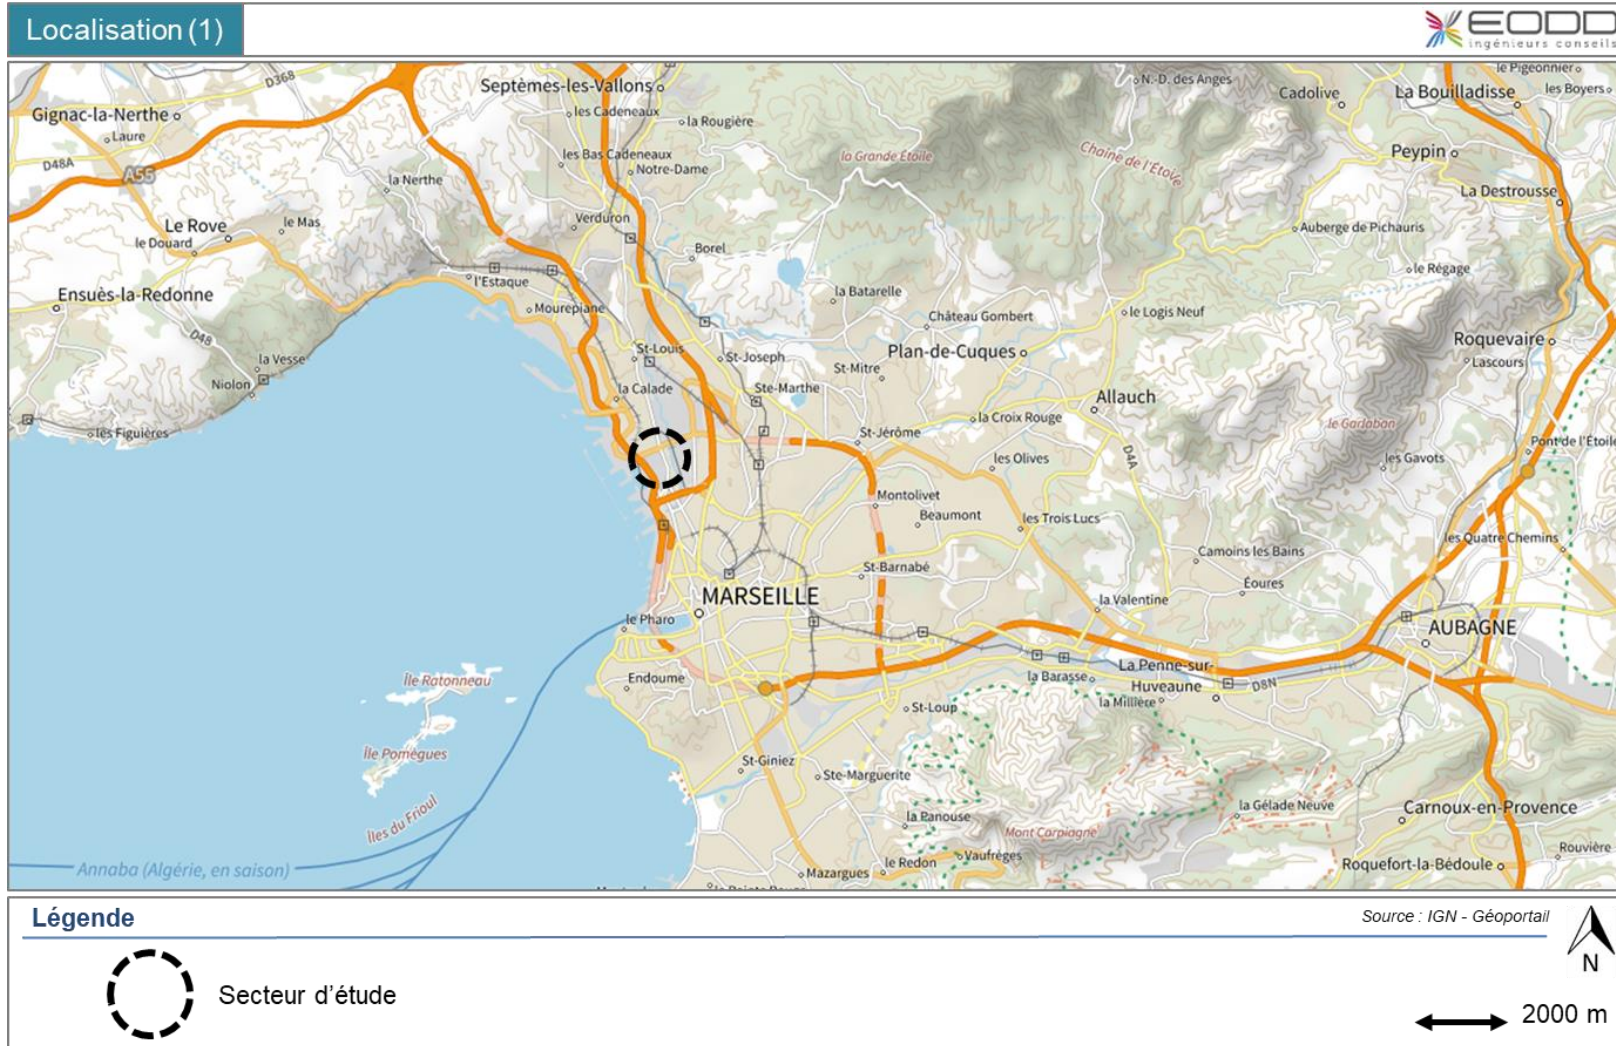 Localisation (1)
EODD
ingénieurs conseils
D368
Septèmes-les-Vallons
N.-D. des Anges
le Pigeonnier
Cadolive
La Bouilladisse
les Boyers
Gignac-la-Nerthe
les Cadeneaux
la Rougière
Laure
Peypin
D48A
A55
les Bas Cadeneaux
Notre-Dame
la Grande Étoile
Chaîne de l'Étoile
la Nerthe
La Destrousse
Le Rove
le Mas
Verduron
le Douard
Borel
Auberge de Pichauris
Ensuès-la-Redonne
l'Estaque
la Batarelle
le Régage
Mourepiane
Château Gombert
le Logis Neuf
D48
St-Louis
St-Joseph
Plan-de-Cuques
Roquevaire
la Vesse
St-Mitre
Lascours
Niolon
la Calade
Ste-Marthe
Allauch
les Figuières
la Croix Rouge
St-Jérôme
le Garlaban
Pont de l'Étoile
D4A
les Olives
les Gavots
Montolivet
Beaumont
les Trois Lucs
les Quatre Chemins
Camoins les Bains
St-Barnabé
Éoures
MARSEILLE
la Valentine
le Pharo
AUBAGNE
La Penne-sur-
Huveaune
Endoume
la Barasse
D8N
Île Ratonneau
la Millière
St-Loup
Île Pomègues
St-Giniez
Ste-Marguerite
Îles du Frioul
la Panouse
la Gélade Neuve
Carnoux-en-Provence
Mont Carpiagne
Vaufrèges
le Redon
Rouvière
Annaba (Algérie, en saison)
Mazargues
Roquefort-la-Bédoule
Légende
Source : IGN - Géoportail
N
Secteur d'étude
2000 m